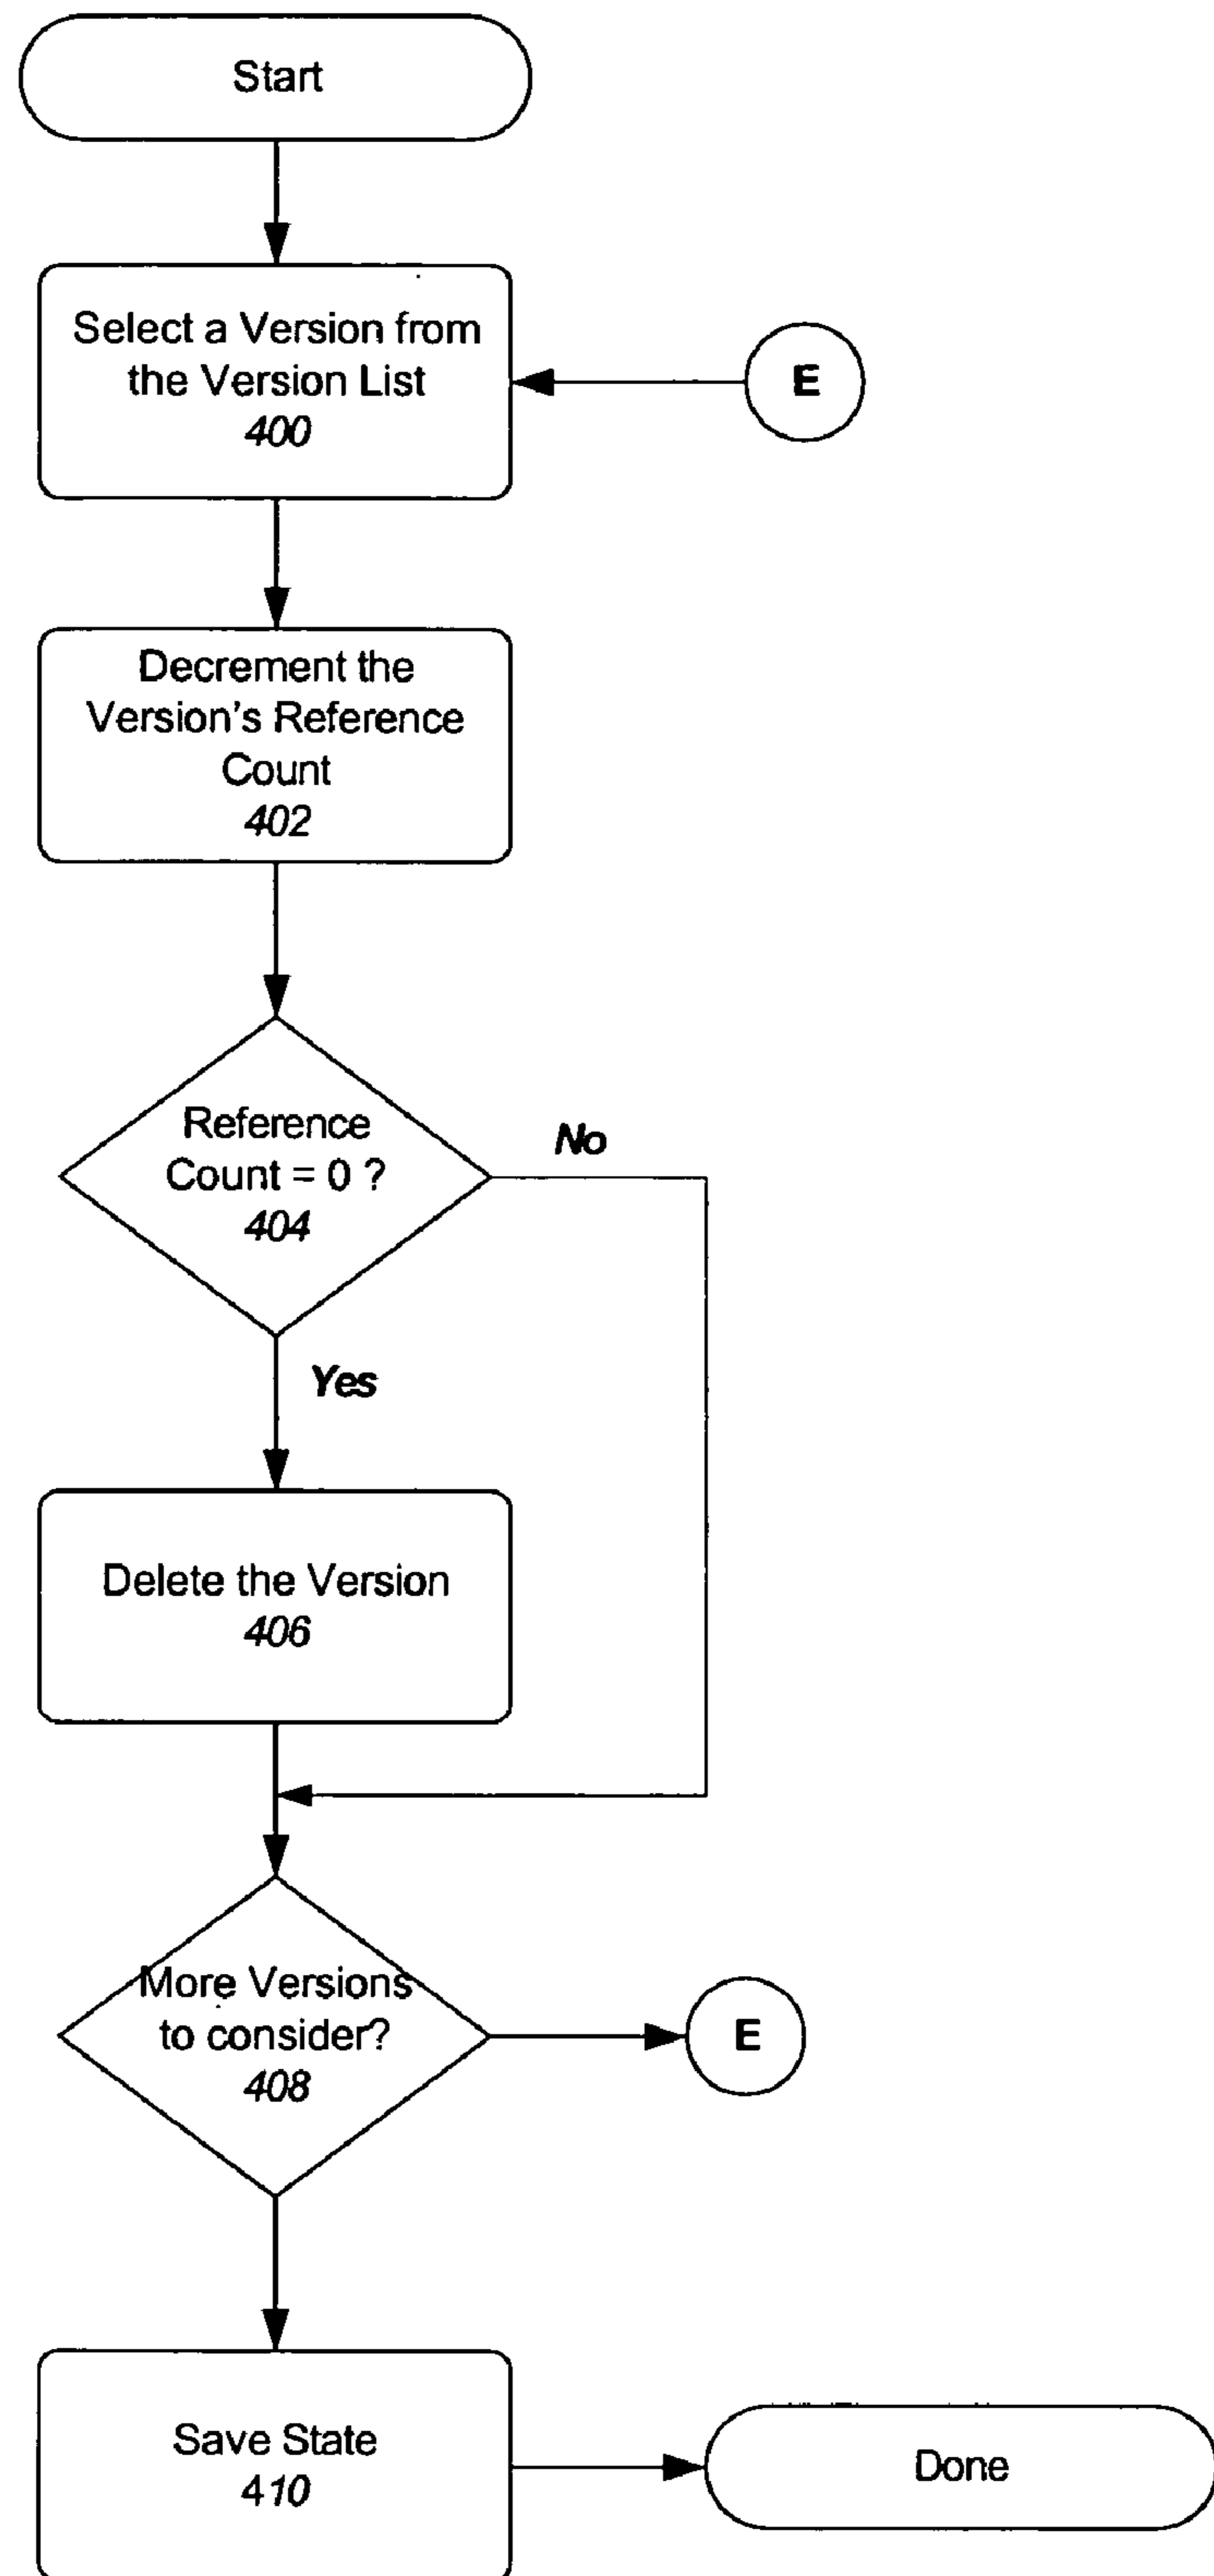 Start
Select a Version from
the Version List
400
E
Decrement the
Version's Reference
Count
402
Reference
Count = 0 ?
404
No
Yes
Delete the Version
406
More Versions
to consider?
408
E
Save State
410
Done